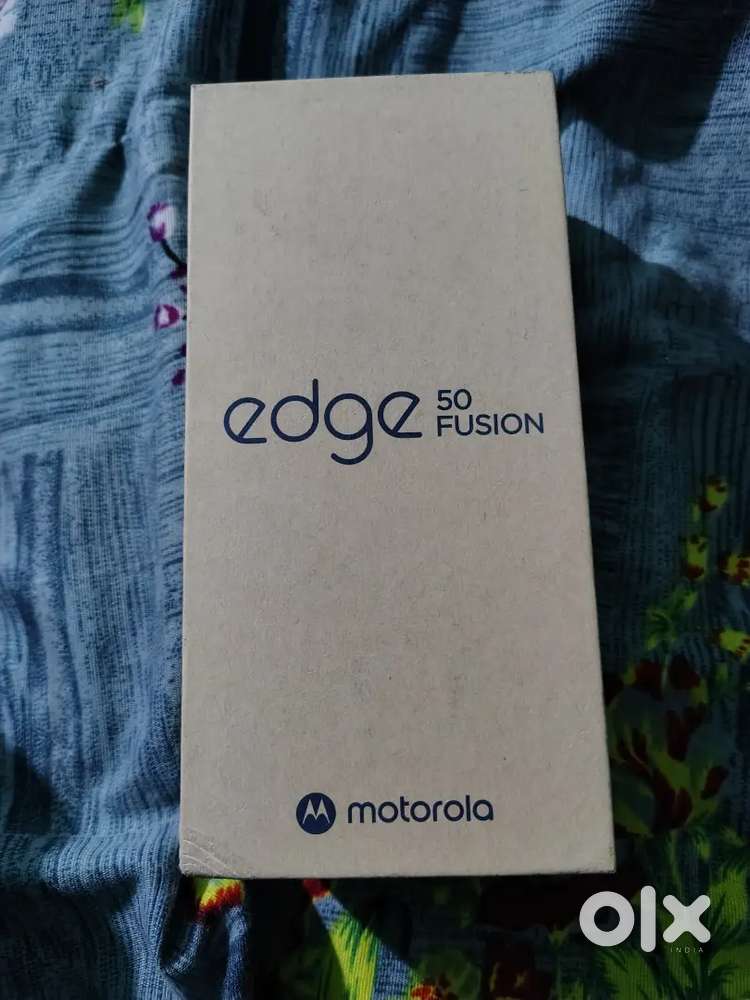 edge 50 FUSION
motorola
olx
INDIA